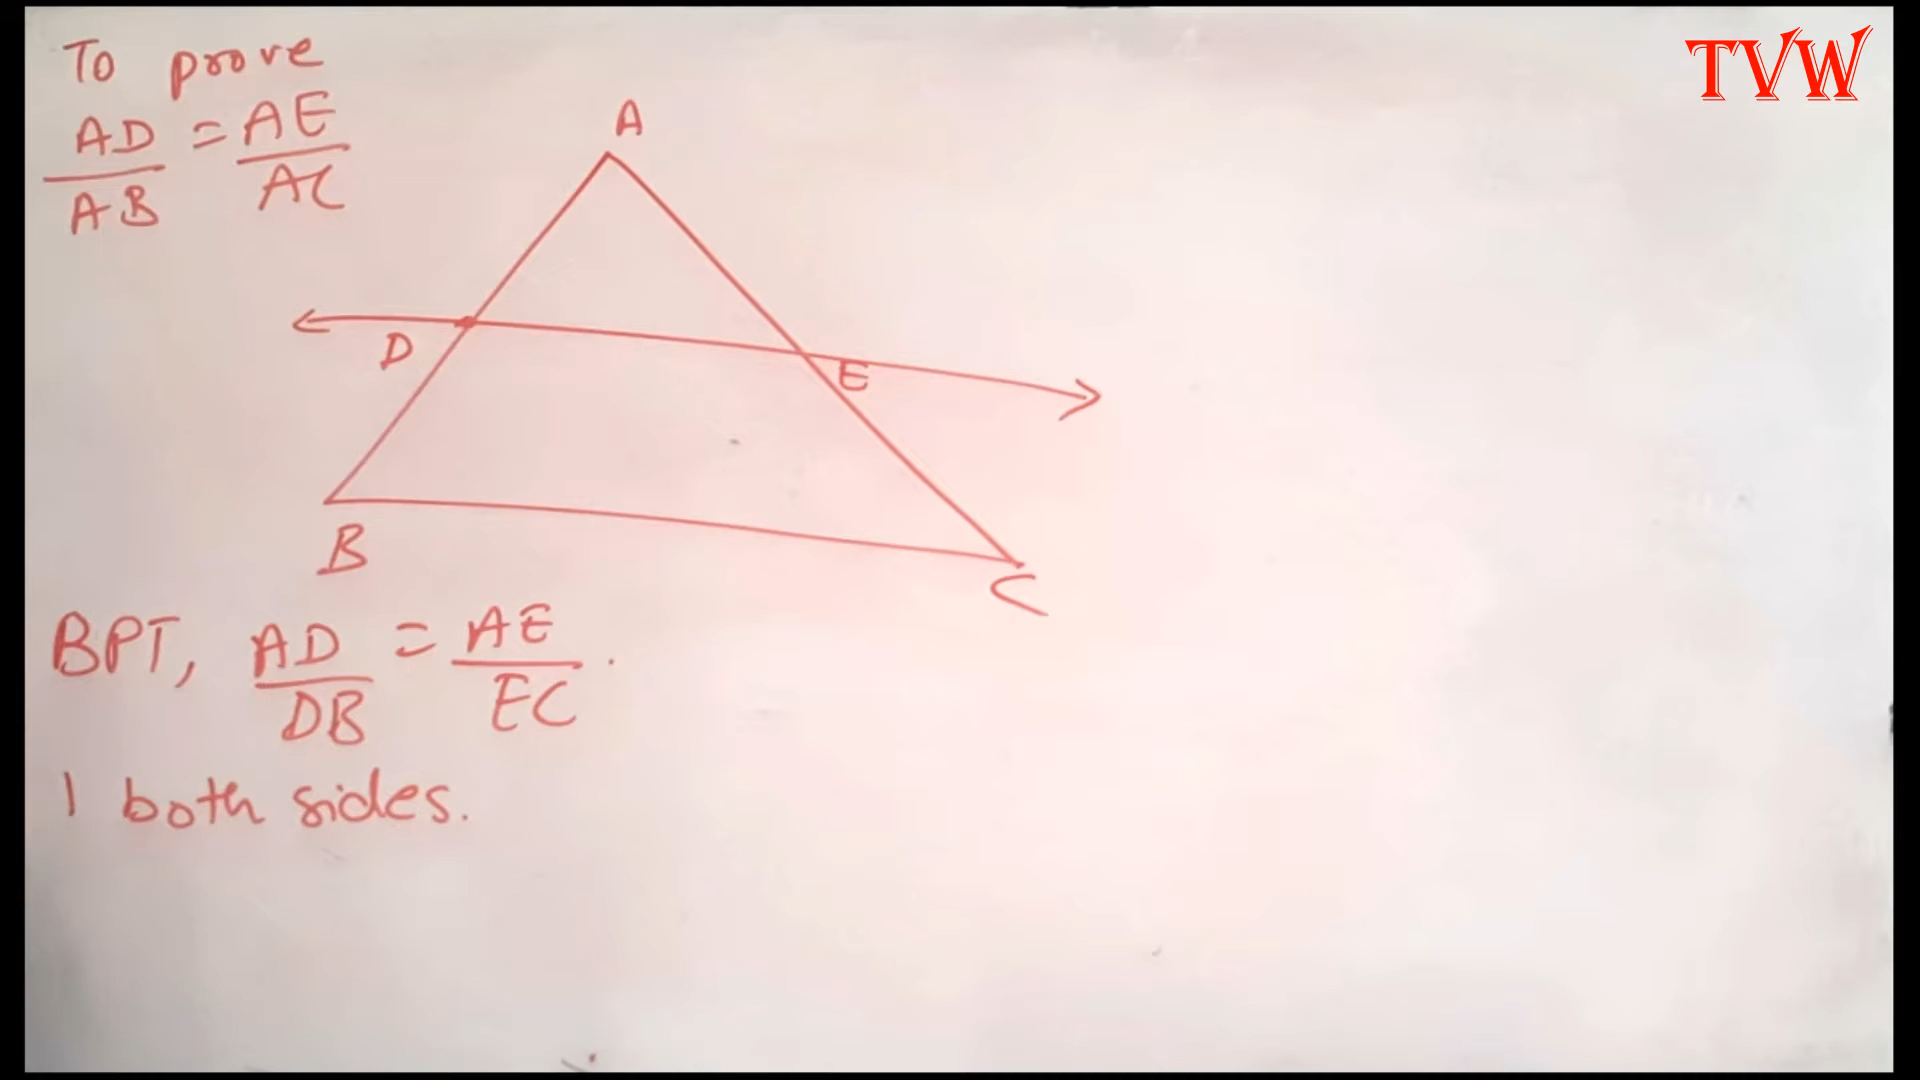 To prove
AD = AE
AB AC
TVW
A
D
E
B
C
BPT, AD = AE.
DB EC
1 both sides.